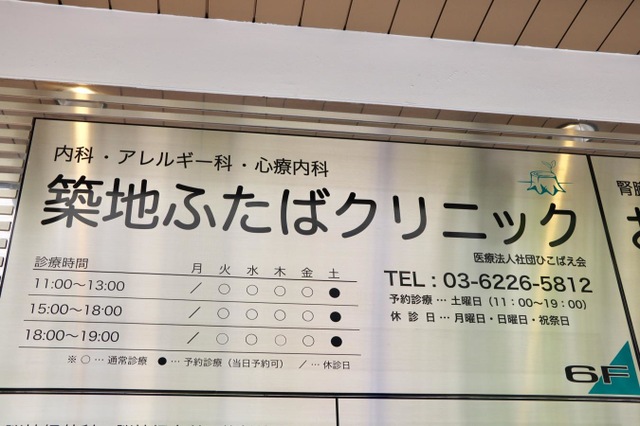 内科・アレルギー科・心療内科
築地ふたばクリニック
医療法人社団ひこばえ会
診療時間 月 火 水 木 金 土
11:00〜13:00 / ○ ○ ○ ○ ●
15:00〜18:00 / ○ ○ ○ ○ ●
18:00〜19:00 / ○ ○ ○ ○ ●
※ ○ … 通常診療 ● … 予約診療（当日予約可） / … 休診日
TEL : 03-6226-5812
予約診療 … 土曜日（11：00〜19：00）
休 診 日 … 月曜日・日曜日・祝祭日
6F